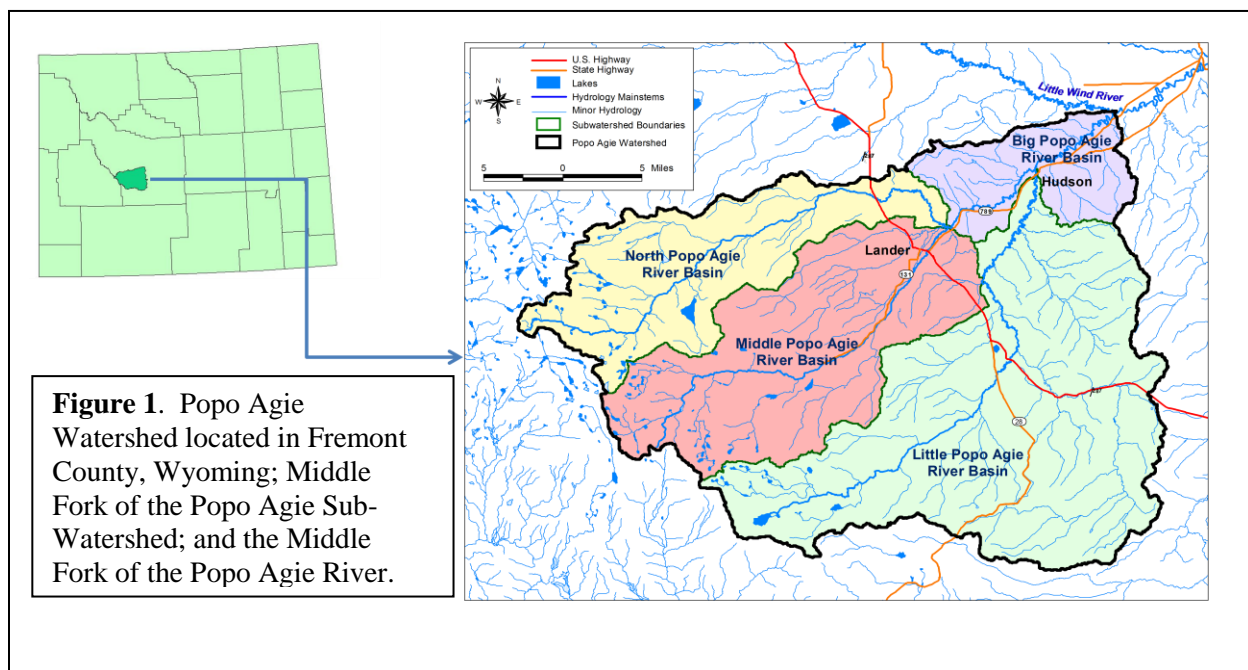 U.S. Highway
State Highway
Lakes
Hydrology Mainstems
Minor Hydrology
Subwatershed Boundaries
Popo Agie Watershed
N
W E
S
5 0 5 Miles
Little Wind River
287
Big Popo Agie
River Basin
Hudson
789
North Popo Agie
River Basin
Lander
131
Middle Popo Agie
River Basin
287
28
Little Popo Agie
River Basin
Figure 1. Popo Agie
Watershed located in Fremont
County, Wyoming; Middle
Fork of the Popo Agie Sub-
Watershed; and the Middle
Fork of the Popo Agie River.